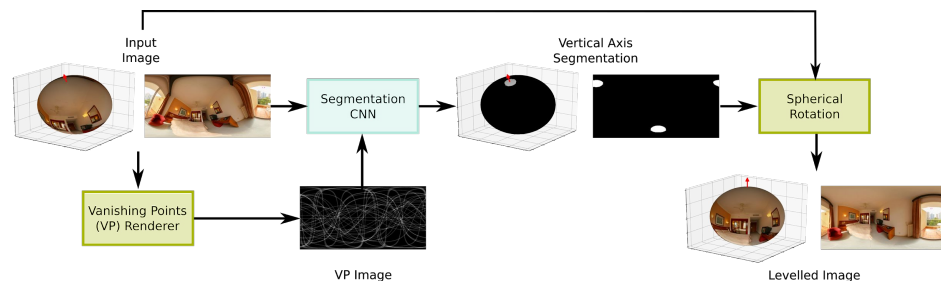 Input
Image
Vertical Axis
Segmentation
Segmentation
CNN
Spherical
Rotation
Vanishing Points
(VP) Renderer
VP Image
Levelled Image